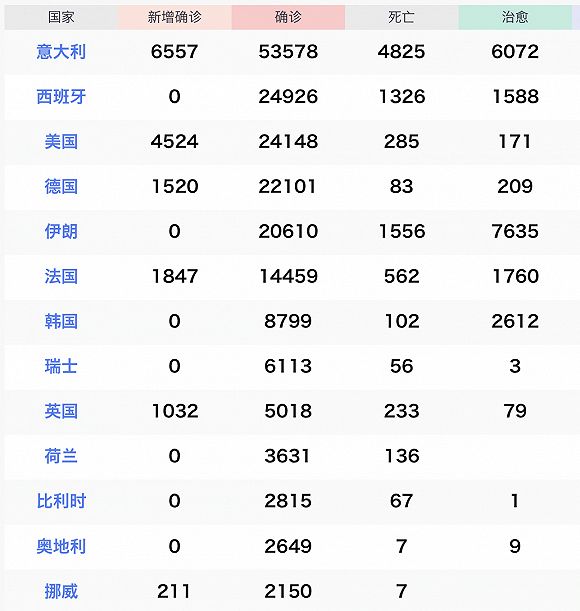 国家 新增确诊 确诊 死亡 治愈
意大利 6557 53578 4825 6072
西班牙 0 24926 1326 1588
美国 4524 24148 285 171
德国 1520 22101 83 209
伊朗 0 20610 1556 7635
法国 1847 14459 562 1760
韩国 0 8799 102 2612
瑞士 0 6113 56 3
英国 1032 5018 233 79
荷兰 0 3631 136
比利时 0 2815 67 1
奥地利 0 2649 7 9
挪威 211 2150 7